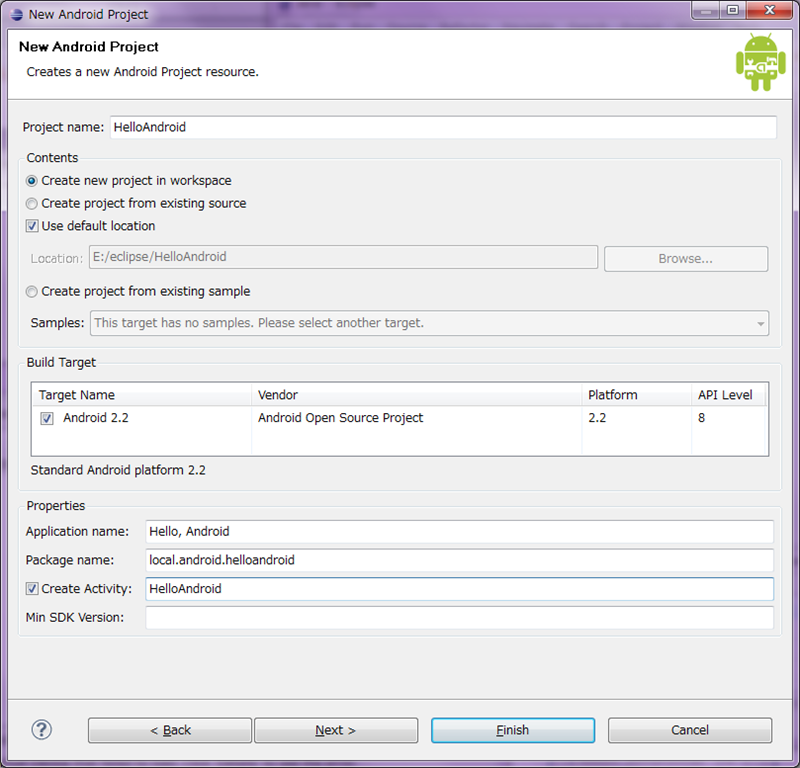 New Android Project
New Android Project
Creates a new Android Project resource.
Project name: HelloAndroid
Contents
Create new project in workspace
Create project from existing source
Use default location
Location: E:/eclipse/HelloAndroid Browse...
Create project from existing sample
Samples: This target has no samples. Please select another target.
Build Target
Target Name Vendor Platform API Level
Android 2.2 Android Open Source Project 2.2 8
Standard Android platform 2.2
Properties
Application name: Hello, Android
Package name: local.android.helloandroid
Create Activity: HelloAndroid
Min SDK Version:
? < Back Next > Finish Cancel